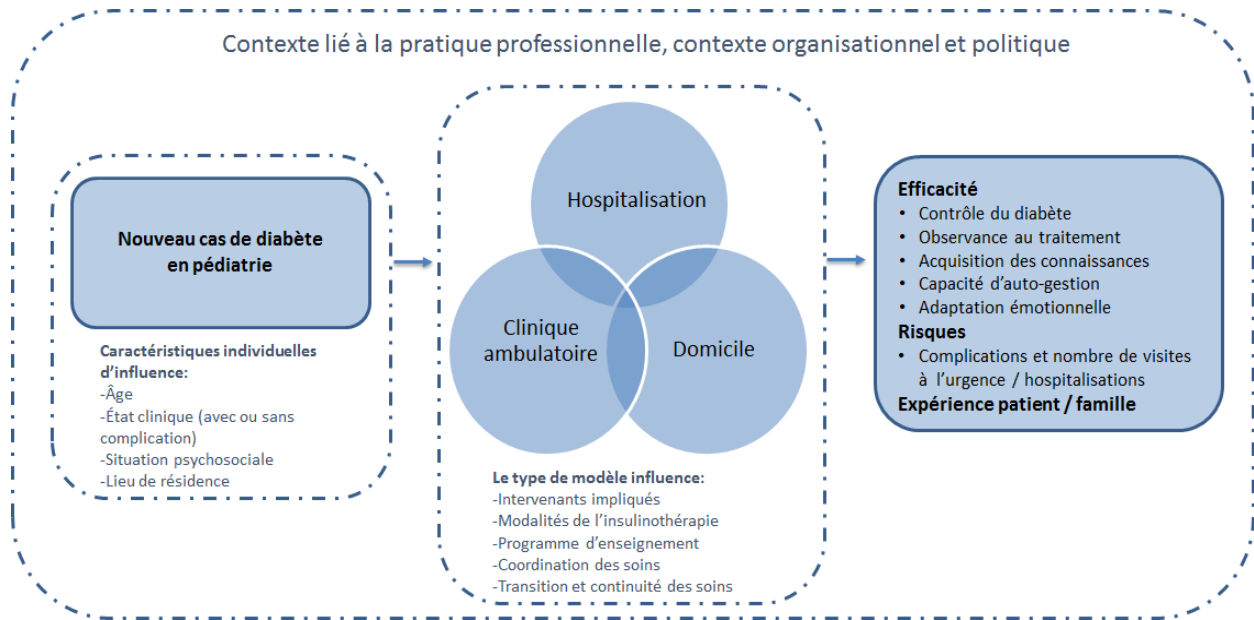 Contexte lié à la pratique professionnelle, contexte organisationnel et politique
Nouveau cas de diabète
en pédiatrie
Caractéristiques individuelles
d'influence:
-Âge
-État clinique (avec ou sans
complication)
-Situation psychosociale
-Lieu de résidence
Hospitalisation
Clinique
ambulatoire
Domicile
Le type de modèle influence:
-Intervenants impliqués
-Modalités de l'insulinothérapie
-Programme d'enseignement
-Coordination des soins
-Transition et continuité des soins
Efficacité
• Contrôle du diabète
• Observance au traitement
• Acquisition des connaissances
• Capacité d'auto-gestion
• Adaptation émotionnelle
Risques
• Complications et nombre de visites
à l'urgence / hospitalisations
Expérience patient / famille